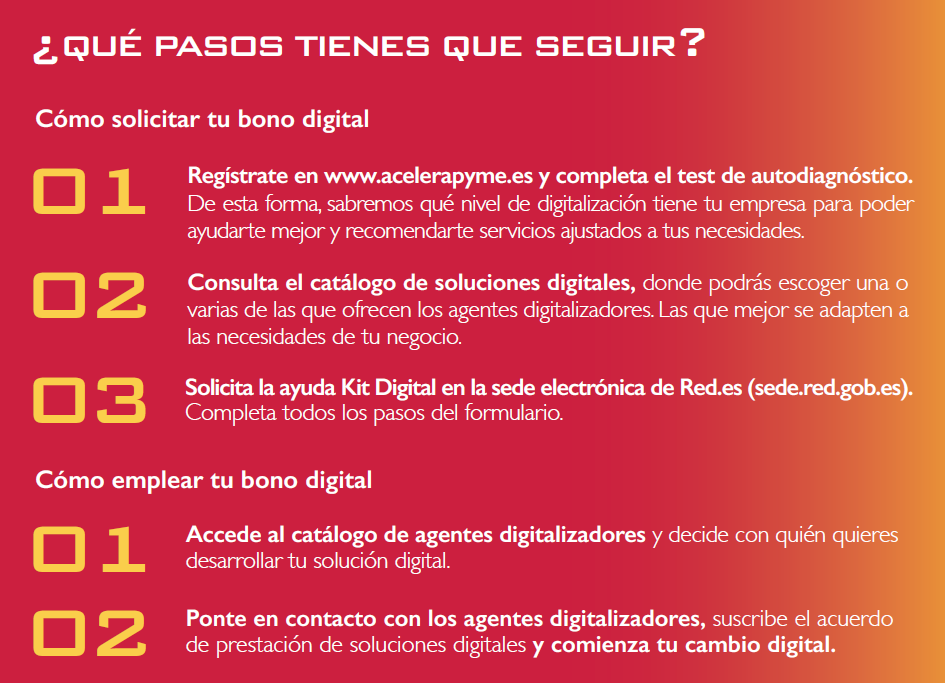 ¿QUÉ PASOS TIENES QUE SEGUIR?
Cómo solicitar tu bono digital
01
Regístrate en www.acelerapyme.es y completa el test de autodiagnóstico.
De esta forma, sabremos qué nivel de digitalización tiene tu empresa para poder
ayudarte mejor y recomendarte servicios ajustados a tus necesidades.
02
Consulta el catálogo de soluciones digitales, donde podrás escoger una o
varias de las que ofrecen los agentes digitalizadores. Las que mejor se adapten a
las necesidades de tu negocio.
03
Solicita la ayuda Kit Digital en la sede electrónica de Red.es (sede.red.gob.es).
Completa todos los pasos del formulario.
Cómo emplear tu bono digital
01
Accede al catálogo de agentes digitalizadores y decide con quién quieres
desarrollar tu solución digital.
02
Ponte en contacto con los agentes digitalizadores, suscribe el acuerdo
de prestación de soluciones digitales y comienza tu cambio digital.